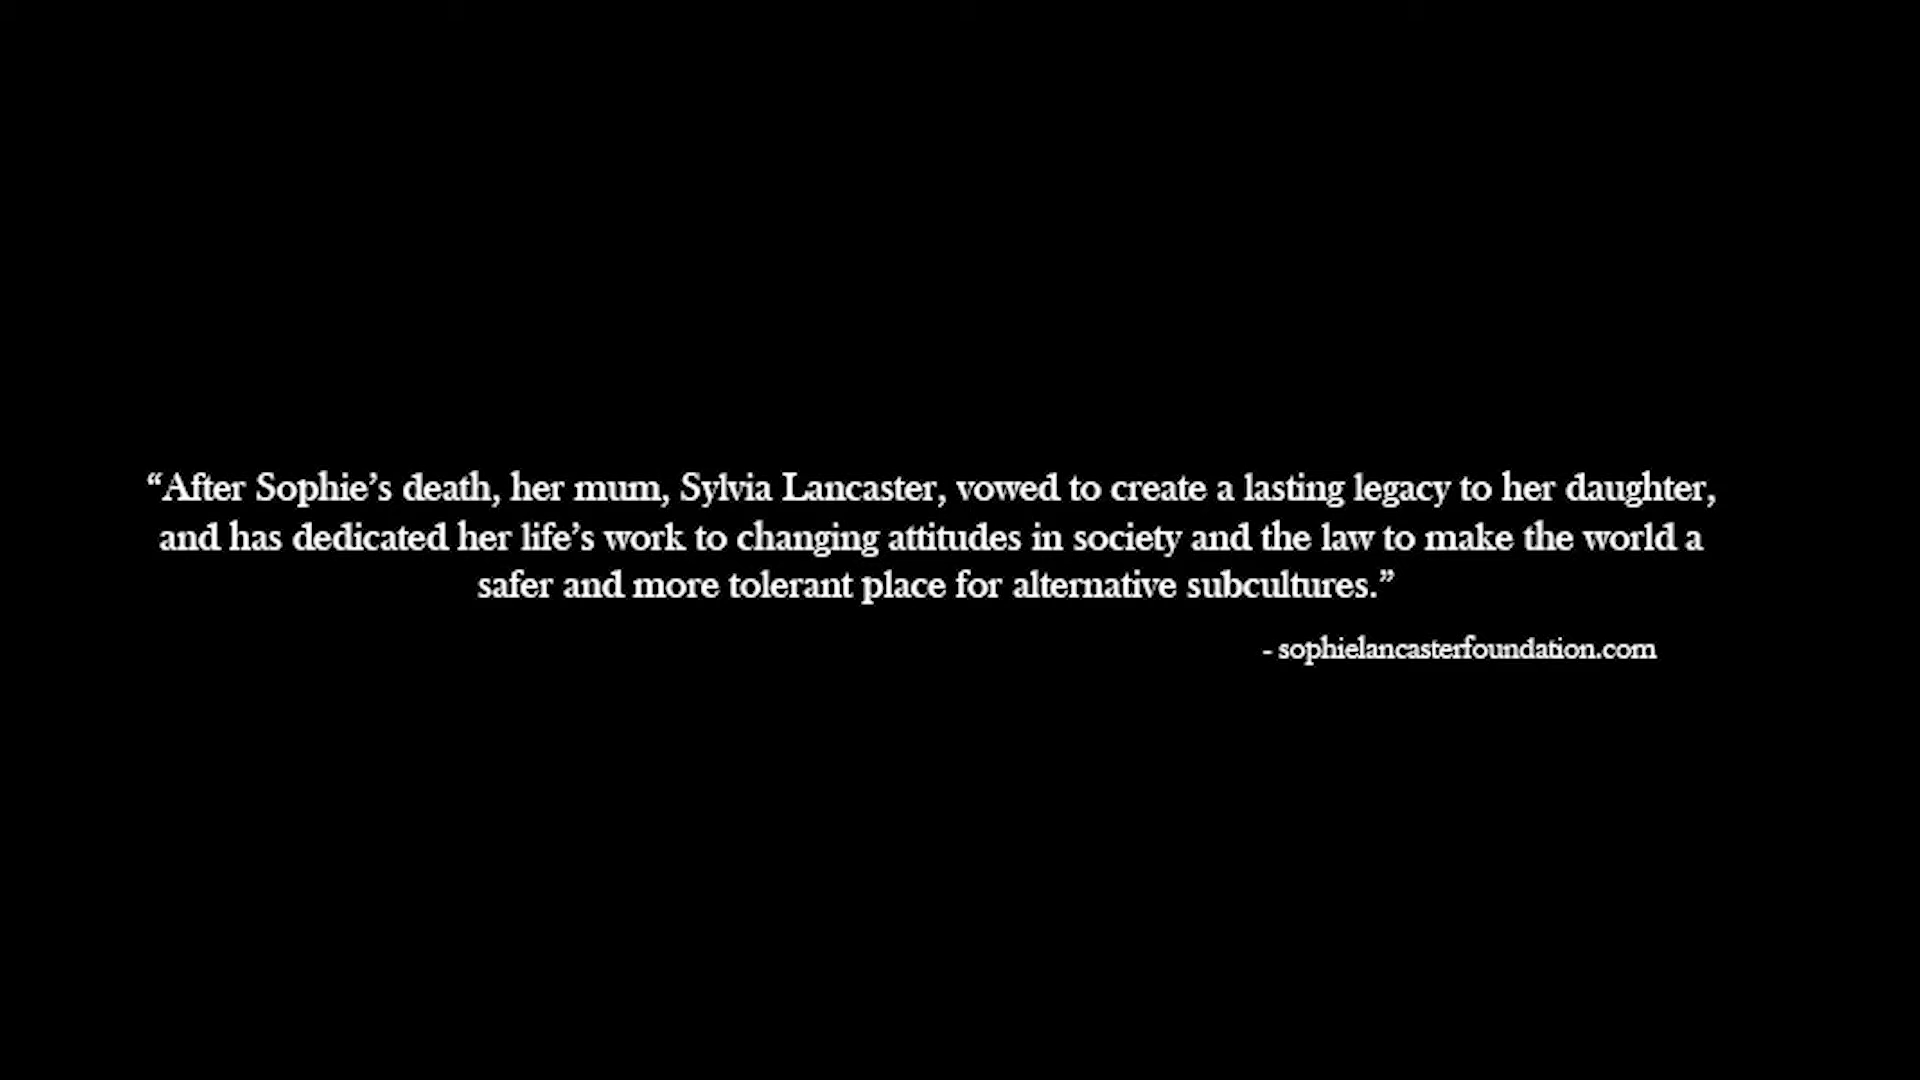 “After Sophie’s death, her mum, Sylvia Lancaster, vowed to create a lasting legacy to her daughter,
and has dedicated her life’s work to changing attitudes in society and the law to make the world a
safer and more tolerant place for alternative subcultures.”
- sophielancasterfoundation.com